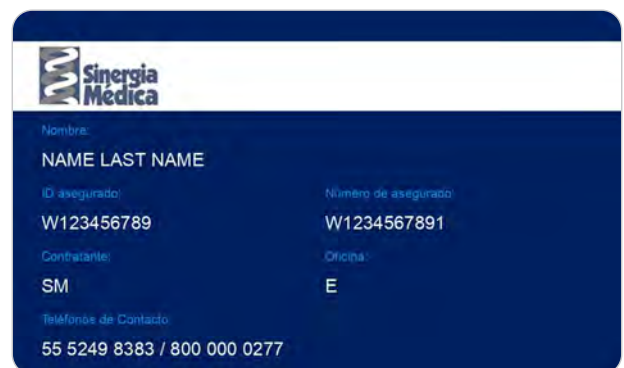 Sinergia
Médica
Nombre:
NAME LAST NAME
ID asegurado: Número de asegurado:
W123456789 W1234567891
Contratante: Oficina:
SM E
Teléfonos de Contacto:
55 5249 8383 / 800 000 0277